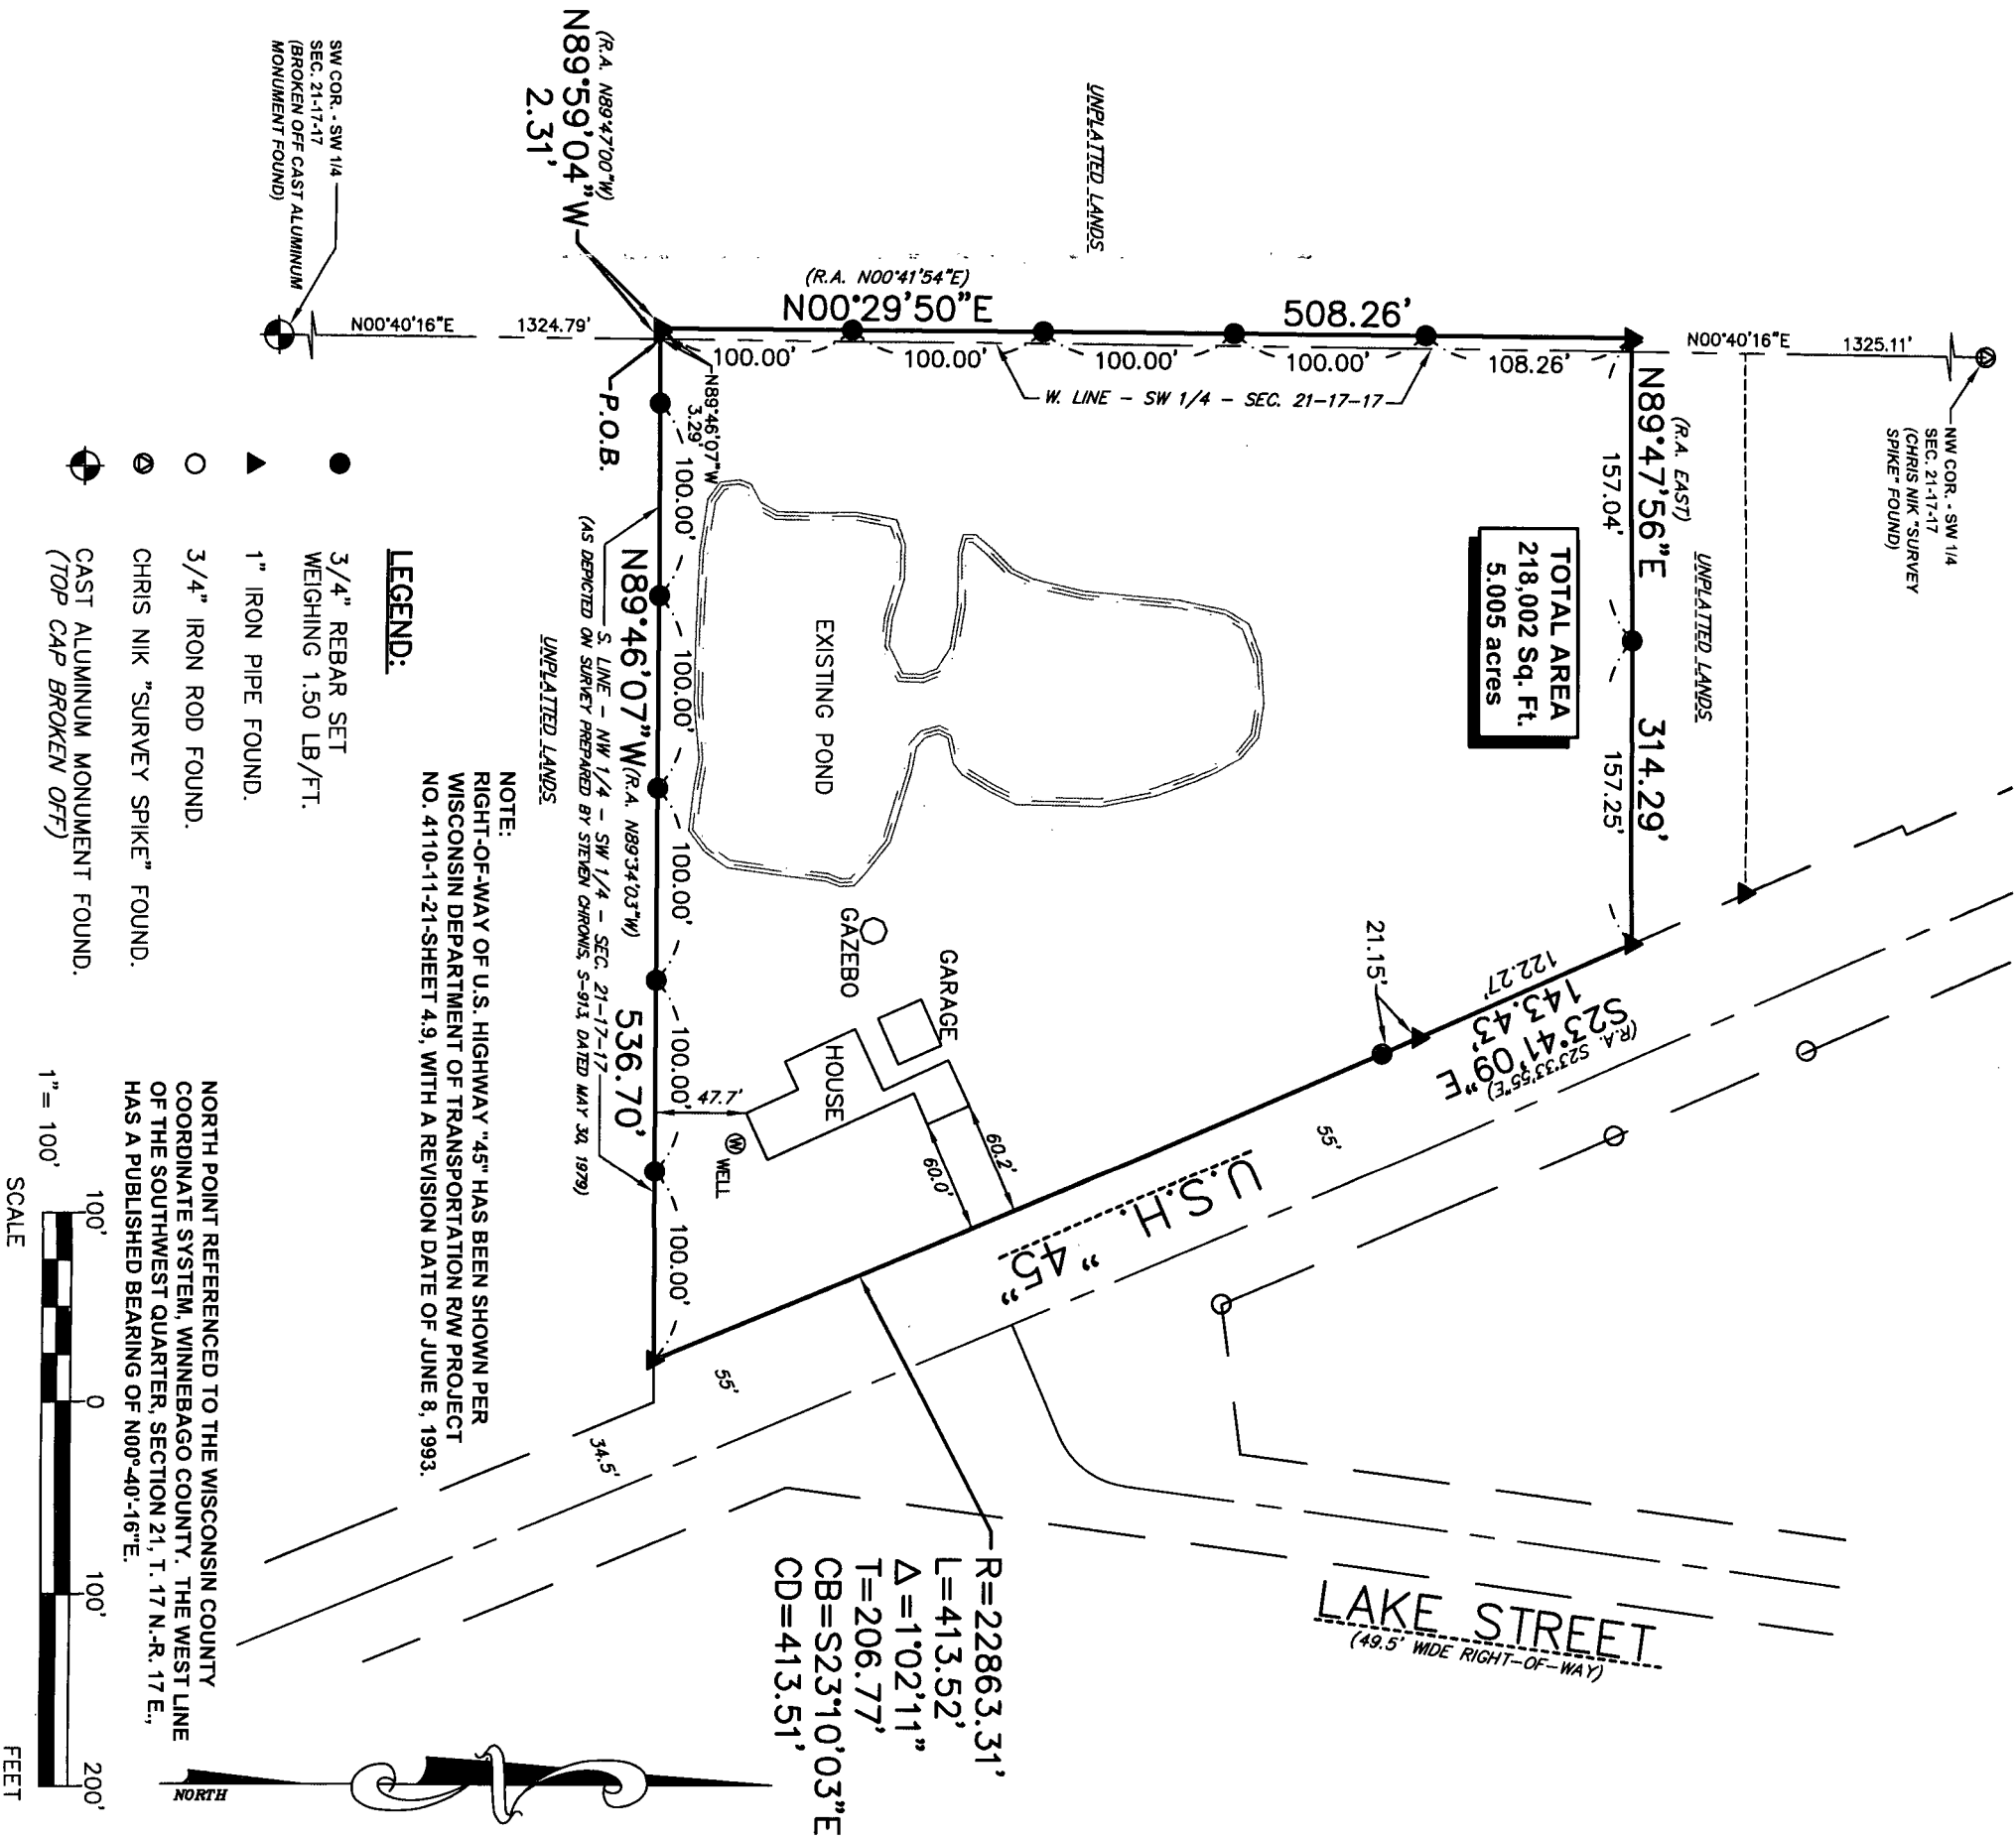 SW COR. - SW 1/4
SEC. 21-17-17
(BROKEN OFF CAST ALUMINUM
MONUMENT FOUND)
(R.A. N89°47'00"W)
N89°59'04"W
2.31'
UNPLATTED LANDS
N00°40'16"E
1324.79'
(R.A. N00°41'54"E)
N00°29'50"E
508.26'
100.00'
100.00'
100.00'
100.00'
108.26'
W. LINE - SW 1/4 - SEC. 21-17-17
N00°40'16"E
1325.11'
NW COR. - SW 1/4
SEC. 21-17-17
(CHRIS NIK "SURVEY
SPIKE" FOUND)
(R.A. EAST)
N89°47'56"E
314.29'
157.04'
157.25'
UNPLATTED LANDS
TOTAL AREA
218,002 Sq. Ft.
5.005 acres
P.O.B.
N89°46'07"W
3.29'
100.00'
100.00'
100.00'
100.00'
100.00'
N89°46'07"W (R.A. N89°34'03"W)
536.70'
S. LINE - NW 1/4 - SW 1/4 - SEC. 21-17-17
(AS DEPICTED ON SURVEY PREPARED BY STEVEN CHRONIS, S-913, DATED MAY 30, 1979)
UNPLATTED LANDS
EXISTING POND
GAZEBO
GARAGE
HOUSE
47.7'
W WELL
60.2'
60.0'
21.15'
122.27'
143.43'
S23°41'09"E
(R.A. S23°33'55"E)
55'
U.S.H. "45"
55'
34.5'
R=22863.31'
L=413.52'
Δ=1°02'11"
T=206.77'
CB=S23°10'03"E
CD=413.51'
LAKE STREET
(49.5' WIDE RIGHT-OF-WAY)
LEGEND:
3/4" REBAR SET
WEIGHING 1.50 LB/FT.
1" IRON PIPE FOUND.
3/4" IRON ROD FOUND.
CHRIS NIK "SURVEY SPIKE" FOUND.
CAST ALUMINUM MONUMENT FOUND.
(TOP CAP BROKEN OFF)
NOTE:
RIGHT-OF-WAY OF U.S. HIGHWAY "45" HAS BEEN SHOWN PER
WISCONSIN DEPARTMENT OF TRANSPORTATION R/W PROJECT
NO. 4110-11-21-SHEET 4.9, WITH A REVISION DATE OF JUNE 8, 1993.
NORTH POINT REFERENCED TO THE WISCONSIN COUNTY
COORDINATE SYSTEM, WINNEBAGO COUNTY. THE WEST LINE
OF THE SOUTHWEST QUARTER, SECTION 21, T. 17 N.-R. 17 E.,
HAS A PUBLISHED BEARING OF N00°-40'-16"E.
1"= 100'
100' 0 100' 200'
SCALE FEET
NORTH